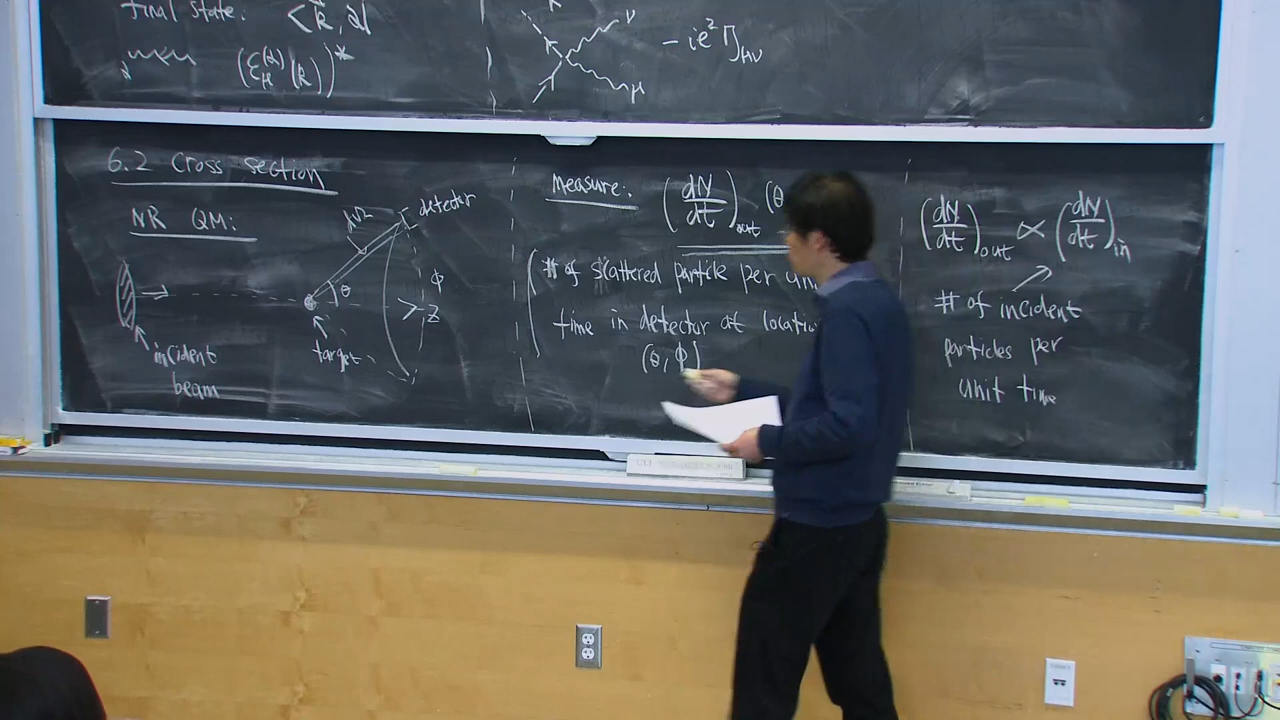 final state: <k, λ|
(ε_μ^(λ)(k))*
ν
- ie² η_μν
μ
6.2 Cross section
NR QM:
detector
θ
φ
z
target
incident
beam
measure: (dN/dt)_out (θ
# of scattered particle per
time in detector at
(θ, φ)
(dN/dt)_out ∝ (dN/dt)_in
# of incident
particles per
unit time